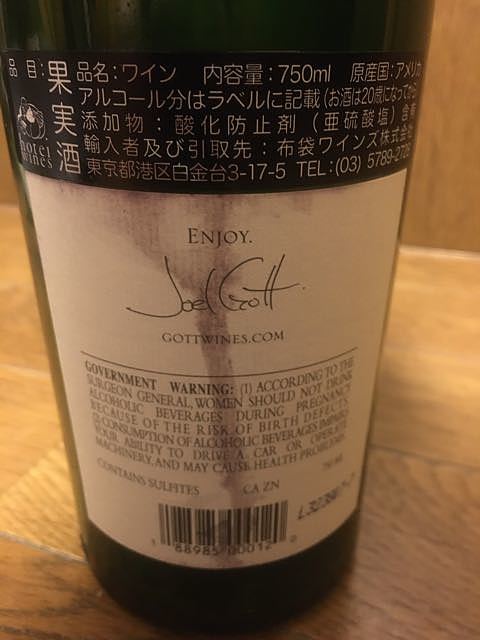 品目:果実酒
品名:ワイン 内容量:750ml 原産国:アメリカ
アルコール分はラベルに記載(お酒は20歳になってから
添加物:酸化防止剤(亜硫酸塩)含有
輸入者及び引取先:布袋ワインズ株式会社
東京都港区白金台3-17-5 TEL:(03) 5789-27
hotei
wines
ENJOY.
Joel Gott
GOTTWINES.COM
GOVERNMENT WARNING: (1) ACCORDING TO THE
SURGEON GENERAL, WOMEN SHOULD NOT DRINK
ALCOHOLIC BEVERAGES DURING PREGNANCY
BECAUSE OF THE RISK OF BIRTH DEFECTS.
(2) CONSUMPTION OF ALCOHOLIC BEVERAGES IMPAIRS
YOUR ABILITY TO DRIVE A CAR OR OPERATE
MACHINERY, AND MAY CAUSE HEALTH PROBLEMS.
CONTAINS SULFITES CA ZN 750 ML
1 88985 00012 0